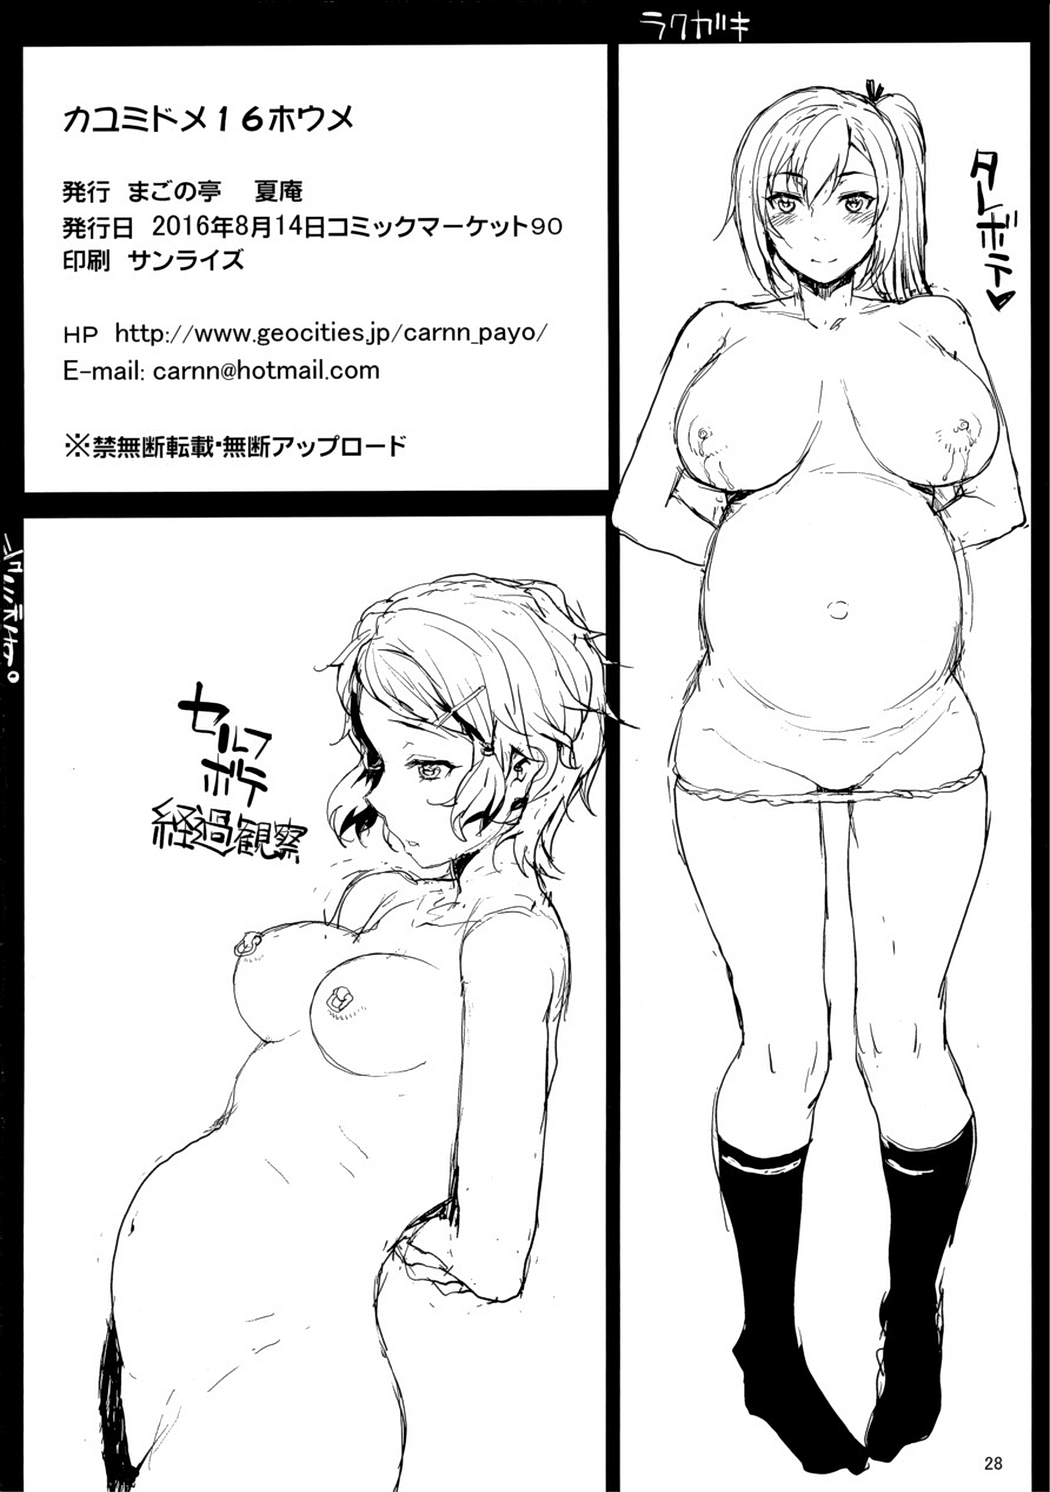 ラクガキ
カユミドメ１６ホウメ
発行　まごの亭　夏庵
発行日　2016年8月14日コミックマーケット９０
印刷　サンライズ
HP　http://www.geocities.jp/carnn_payo/
E-mail: carnn@hotmail.com
※禁無断転載・無断アップロード
タレボテ♥
セルフ
ボテ
経過観察
28